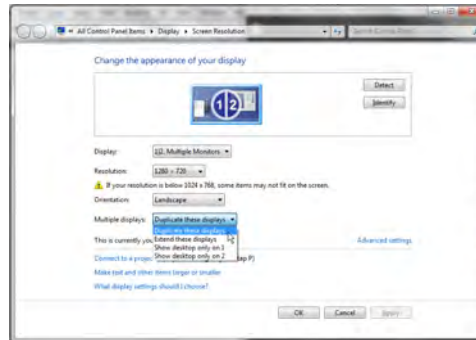 All Control Panel Items ▸ Display ▸ Screen Resolution
Change the appearance of your display
1 2
Detect
Identify
Display: 1|2. Multiple Monitors
Resolution: 1280 × 720
If your resolution is below 1024 x 768, some items may not fit on the screen.
Orientation: Landscape
Multiple displays: Duplicate these displays
Duplicate these displays
Extend these displays
Show desktop only on 1
Show desktop only on 2
This is currently you
Advanced settings
Connect to a projec
Make text and other items larger or smaller
What display settings should I choose?
OK Cancel Apply